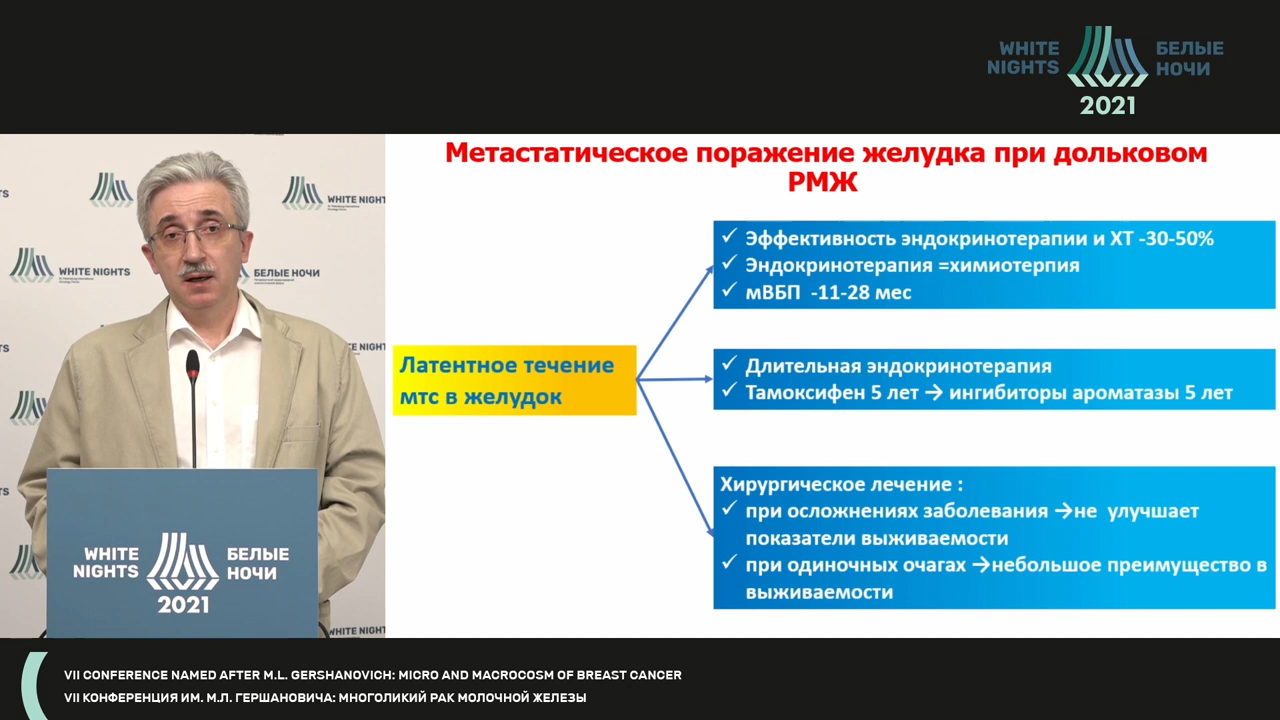 WHITE NIGHTS
БЕЛЫЕ НОЧИ
2021
Метастатическое поражение желудка при дольковом
РМЖ
Эффективность эндокринотерапии и ХТ -30-50%
Эндокринотерапия =химиотерпия
мВБП -11-28 мес
Латентное течение
мтс в желудок
Длительная эндокринотерапия
Тамоксифен 5 лет → ингибиторы ароматазы 5 лет
Хирургическое лечение :
при осложнениях заболевания →не улучшает
показатели выживаемости
при одиночных очагах →небольшое преимущество в
выживаемости
WHITE NIGHTS
WHITE NIGHTS
БЕЛЫЕ НОЧИ
WHITE NIGHTS
WHITE
NIGHTS
БЕЛЫЕ
НОЧИ
2021
VII CONFERENCE NAMED AFTER M.L. GERSHANOVICH: MICRO AND MACROCOSM OF BREAST CANCER
VII КОНФЕРЕНЦИЯ ИМ. М.Л. ГЕРШАНОВИЧА: МНОГОЛИКИЙ РАК МОЛОЧНОЙ ЖЕЛЕЗЫ